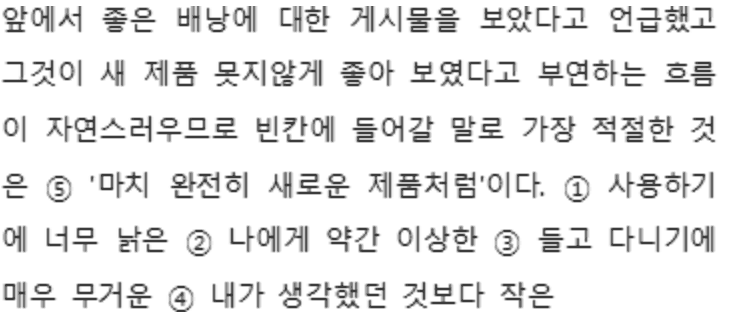 앞에서 좋은 배낭에 대한 게시물을 보았다고 언급했고
그것이 새 제품 못지않게 좋아 보였다고 부연하는 흐름
이 자연스러우므로 빈칸에 들어갈 말로 가장 적절한 것
은 ⑤ '마치 완전히 새로운 제품처럼'이다. ① 사용하기
에 너무 낡은 ② 나에게 약간 이상한 ③ 들고 다니기에
매우 무거운 ④ 내가 생각했던 것보다 작은